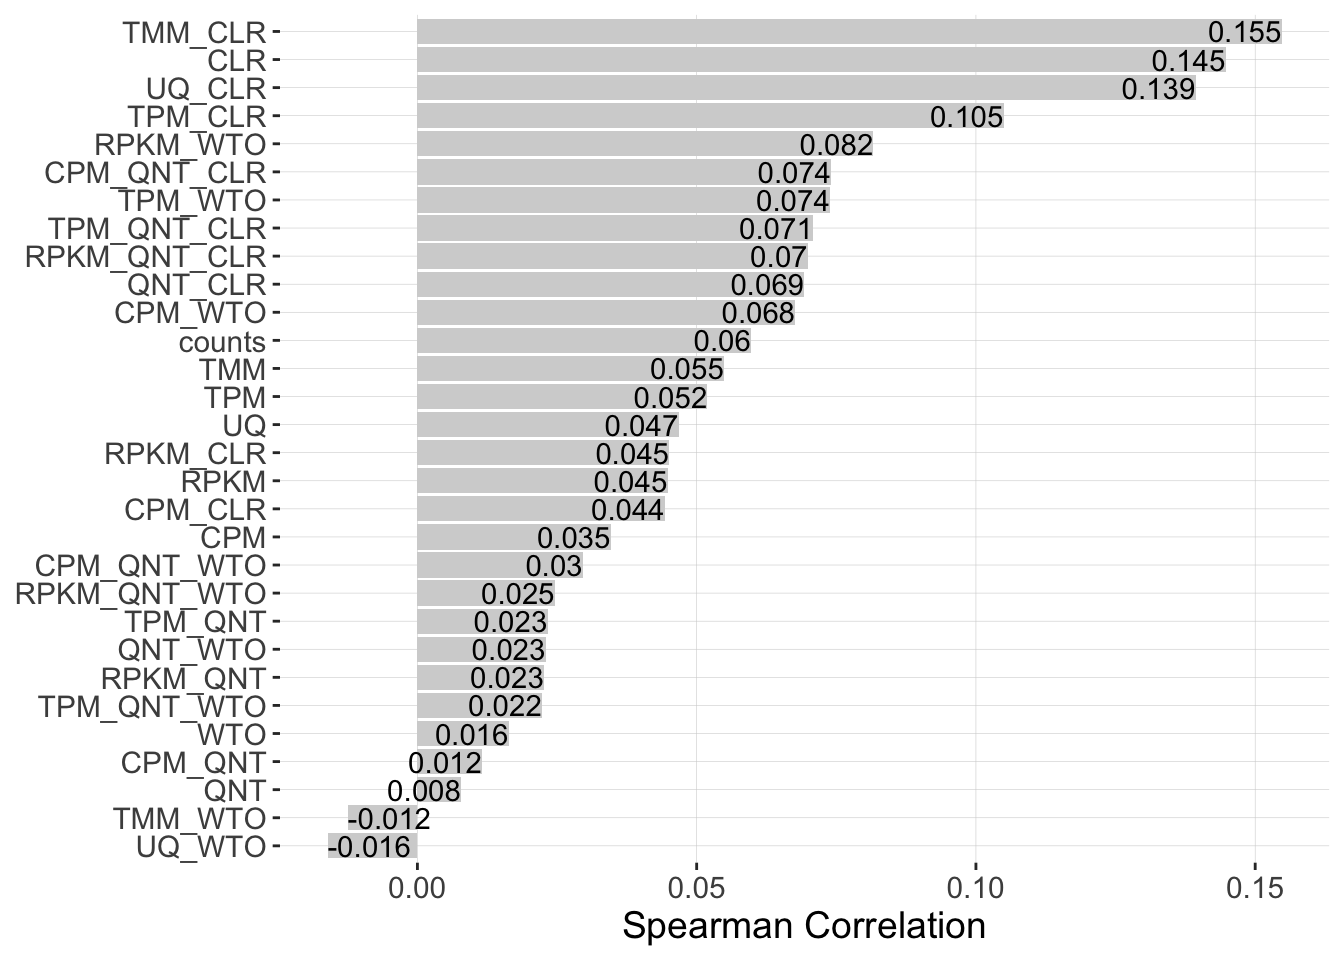 TMM_CLR 0.155
CLR 0.145
UQ_CLR 0.139
TPM_CLR 0.105
RPKM_WTO 0.082
CPM_QNT_CLR 0.074
TPM_WTO 0.074
TPM_QNT_CLR 0.071
RPKM_QNT_CLR 0.07
QNT_CLR 0.069
CPM_WTO 0.068
counts 0.06
TMM 0.055
TPM 0.052
UQ 0.047
RPKM_CLR 0.045
RPKM 0.045
CPM_CLR 0.044
CPM 0.035
CPM_QNT_WTO 0.03
RPKM_QNT_WTO 0.025
TPM_QNT 0.023
QNT_WTO 0.023
RPKM_QNT 0.023
TPM_QNT_WTO 0.022
WTO 0.016
CPM_QNT 0.012
QNT 0.008
TMM_WTO -0.012
UQ_WTO -0.016
0.00 0.05 0.10 0.15
Spearman Correlation